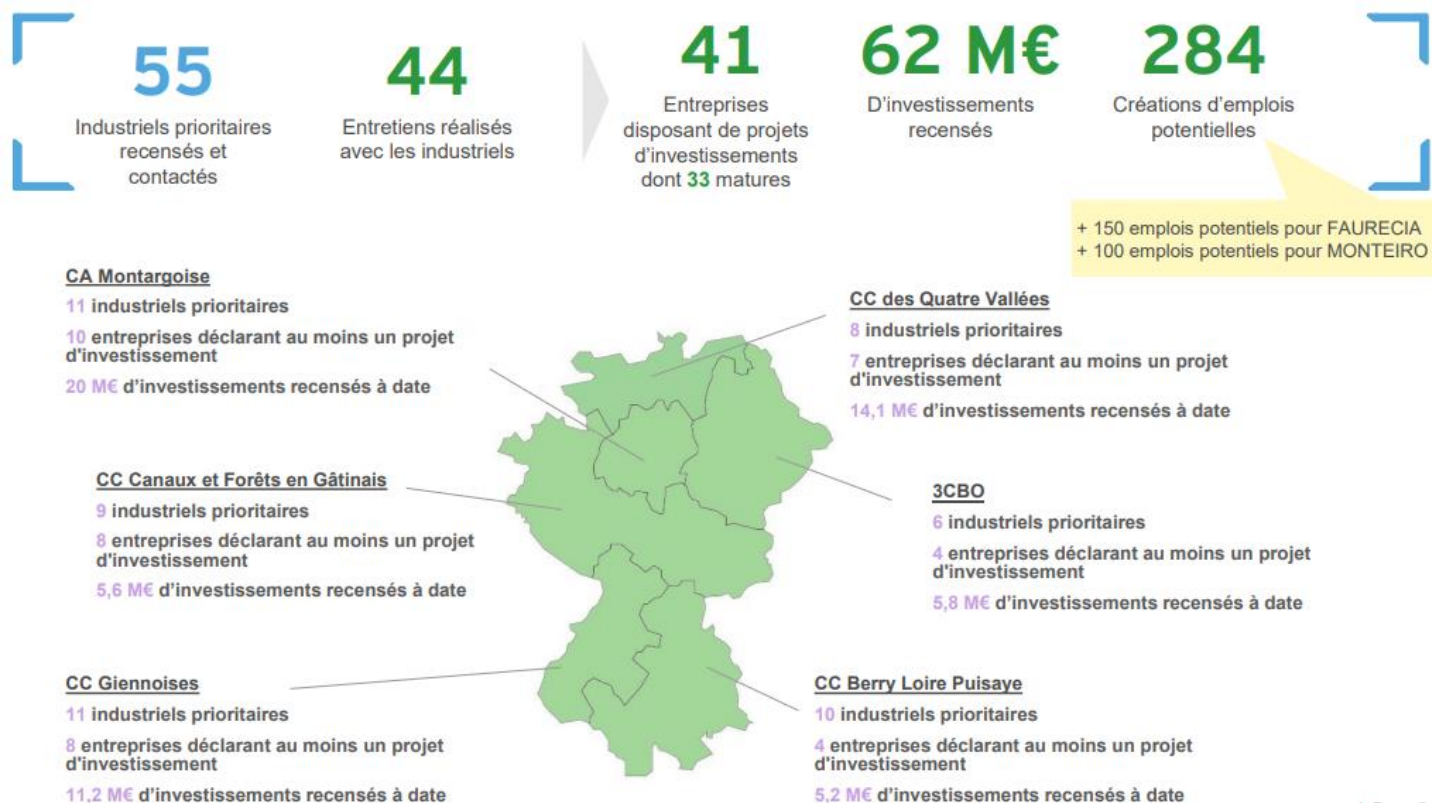 55
Industriels prioritaires
recensés et
contactés
44
Entretiens réalisés
avec les industriels
41
Entreprises
disposant de projets
d'investissements
dont 33 matures
62 M€
D'investissements
recensés
284
Créations d'emplois
potentielles
+ 150 emplois potentiels pour FAURECIA
+ 100 emplois potentiels pour MONTEIRO
CA Montargoise
11 industriels prioritaires
10 entreprises déclarant au moins un projet
d'investissement
20 M€ d'investissements recensés à date
CC des Quatre Vallées
8 industriels prioritaires
7 entreprises déclarant au moins un projet
d'investissement
14,1 M€ d'investissements recensés à date
CC Canaux et Forêts en Gâtinais
9 industriels prioritaires
8 entreprises déclarant au moins un projet
d'investissement
5,6 M€ d'investissements recensés à date
3CBO
6 industriels prioritaires
4 entreprises déclarant au moins un projet
d'investissement
5,8 M€ d'investissements recensés à date
CC Giennoises
11 industriels prioritaires
8 entreprises déclarant au moins un projet
d'investissement
11,2 M€ d'investissements recensés à date
CC Berry Loire Puisaye
10 industriels prioritaires
4 entreprises déclarant au moins un projet
d'investissement
5,2 M€ d'investissements recensés à date